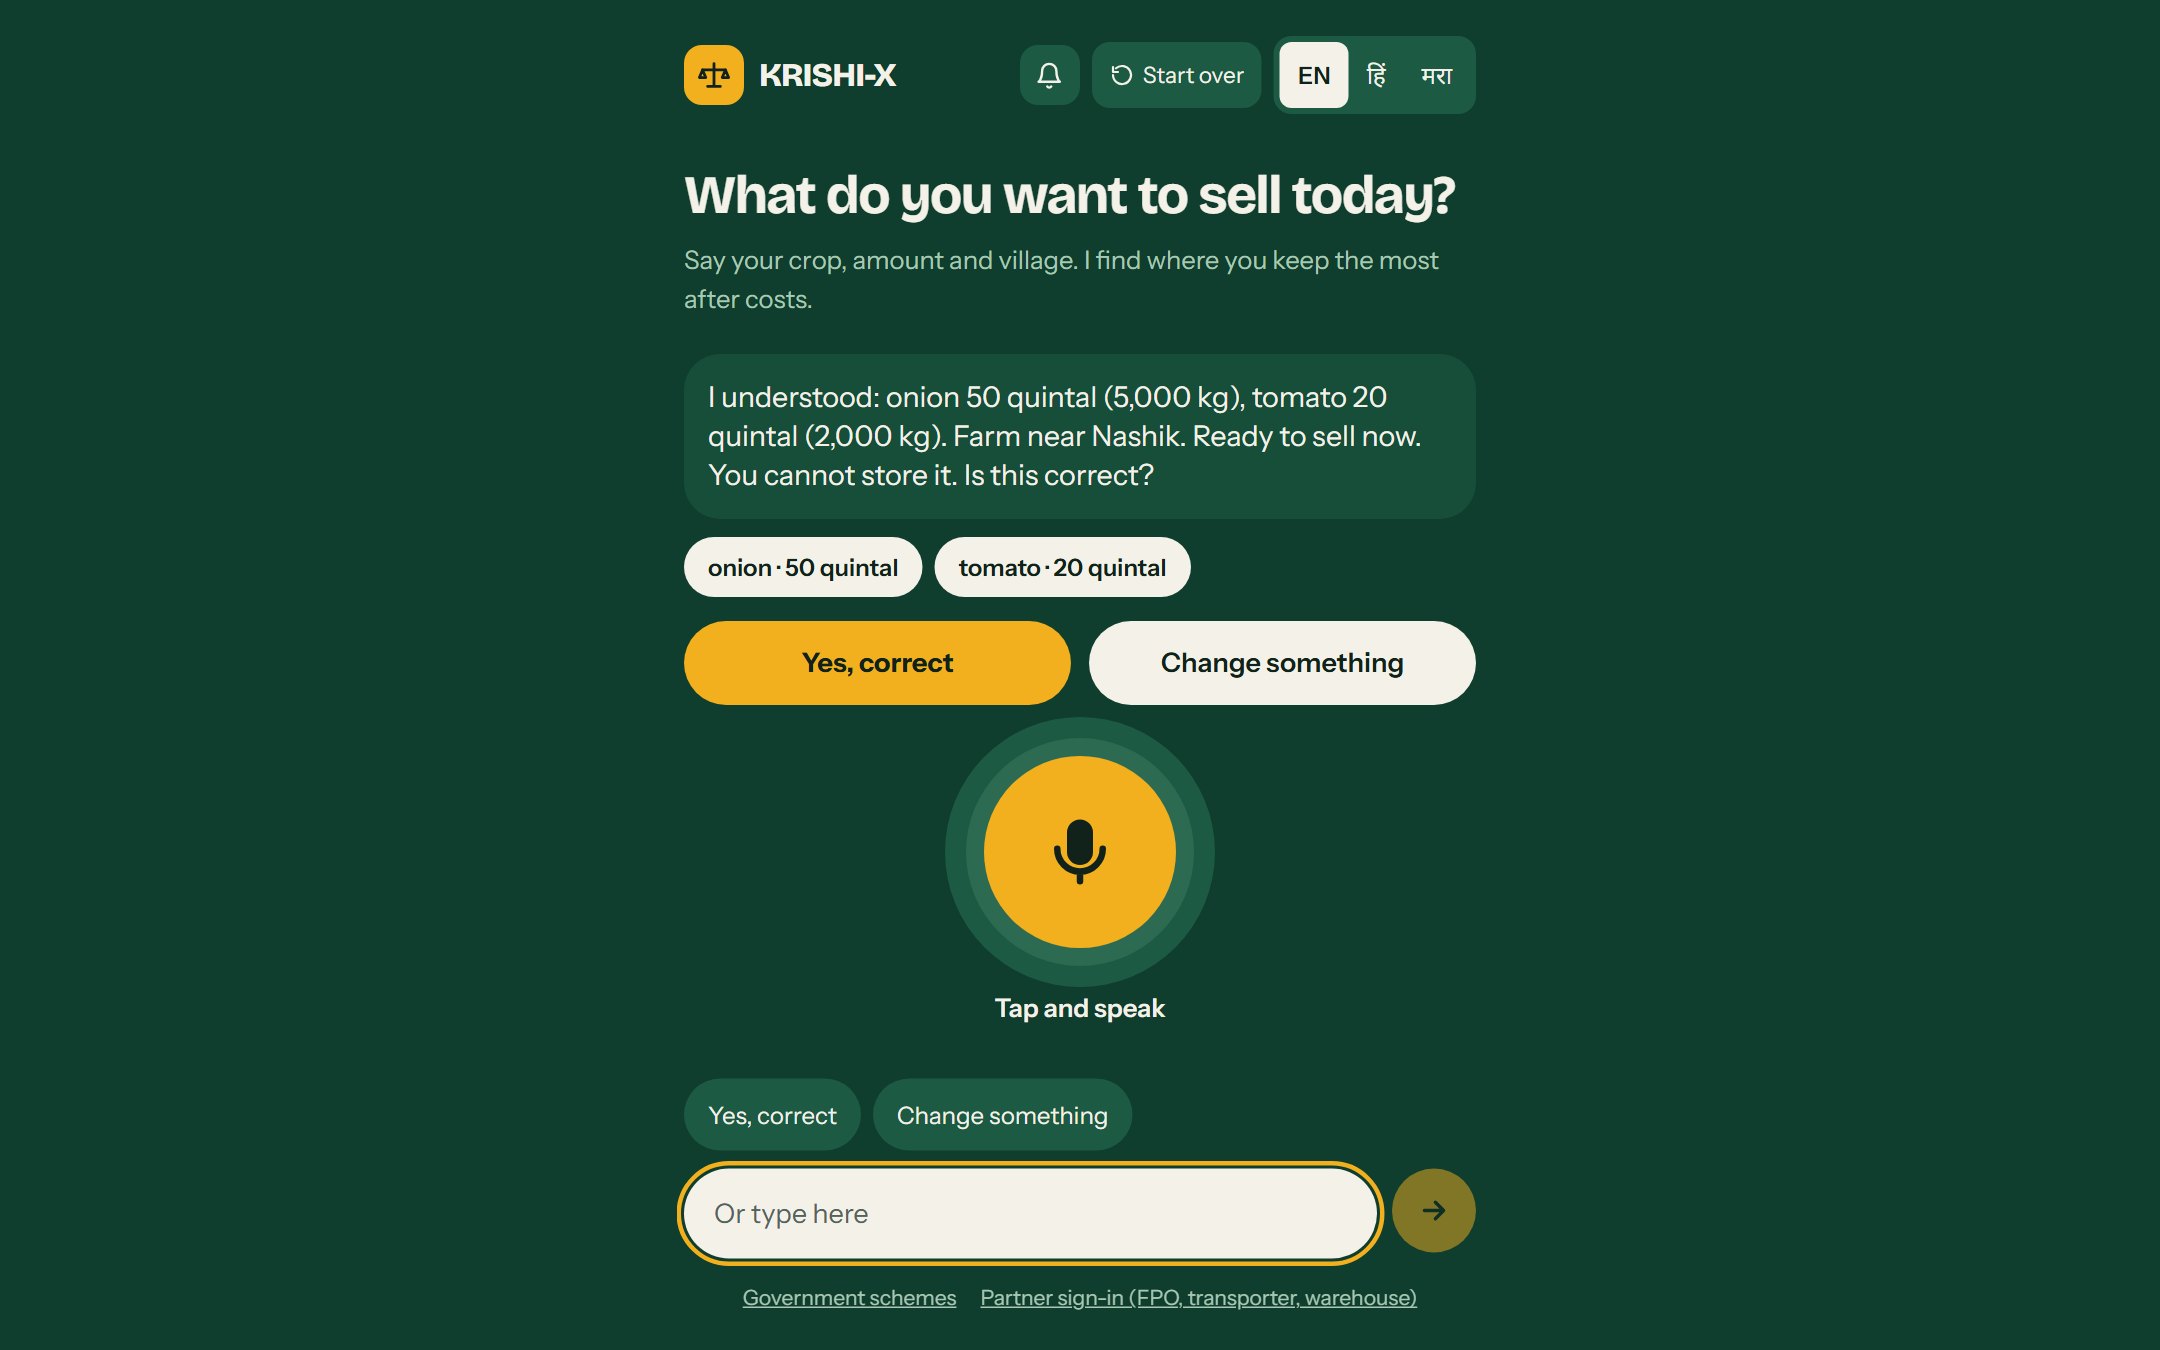 KRISHI-X
Start over
EN
हिं
मरा
What do you want to sell today?
Say your crop, amount and village. I find where you keep the most
after costs.
I understood: onion 50 quintal (5,000 kg), tomato 20
quintal (2,000 kg). Farm near Nashik. Ready to sell now.
You cannot store it. Is this correct?
onion · 50 quintal
tomato · 20 quintal
Yes, correct
Change something
Tap and speak
Yes, correct
Change something
Or type here
Government schemes
Partner sign-in (FPO, transporter, warehouse)